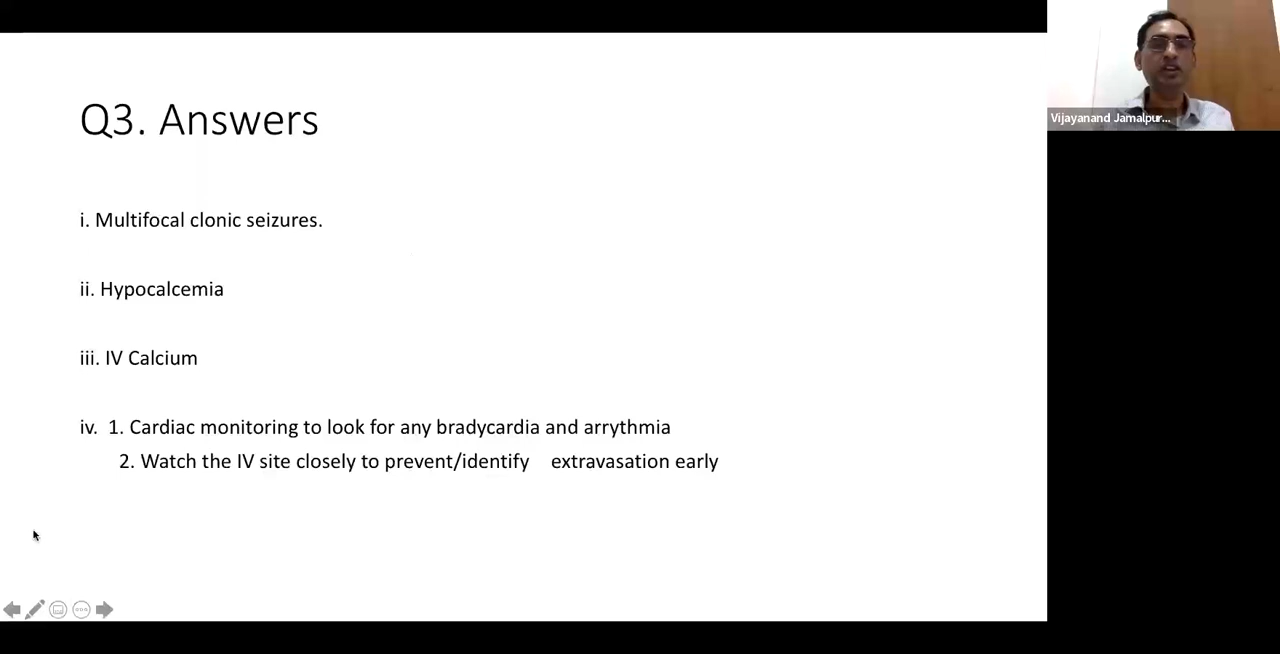 Q3. Answers
i. Multifocal clonic seizures.
ii. Hypocalcemia
iii. IV Calcium
iv. 1. Cardiac monitoring to look for any bradycardia and arrythmia
2. Watch the IV site closely to prevent/identify extravasation early
Vijayanand Jamalpur...